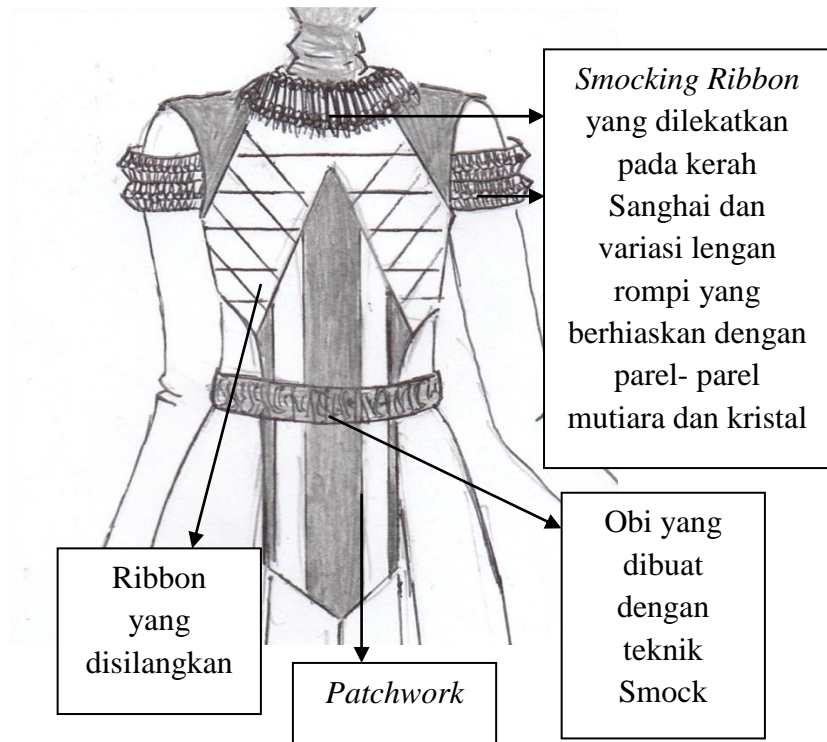 Smocking Ribbon
yang dilekatkan
pada kerah
Sanghai dan
variasi lengan
rompi yang
berhiaskan dengan
parel- parel
mutiara dan kristal
Obi yang
dibuat
dengan
teknik
Smock
Ribbon
yang
disilangkan
Patchwork